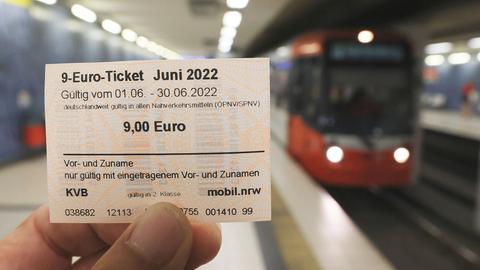 9-Euro-Ticket Juni 2022
Gültig vom 01.06. - 30.06.2022
deutschlandweit gültig in allen Nahverkehrsmitteln (ÖPNV/SPNV)
9,00 Euro
Vor- und Zuname
nur gültig mit eingetragenem Vor- und Zunamen
KVB gültig in 2. Klasse mobil.nrw
038682 12113 0755 001410 99